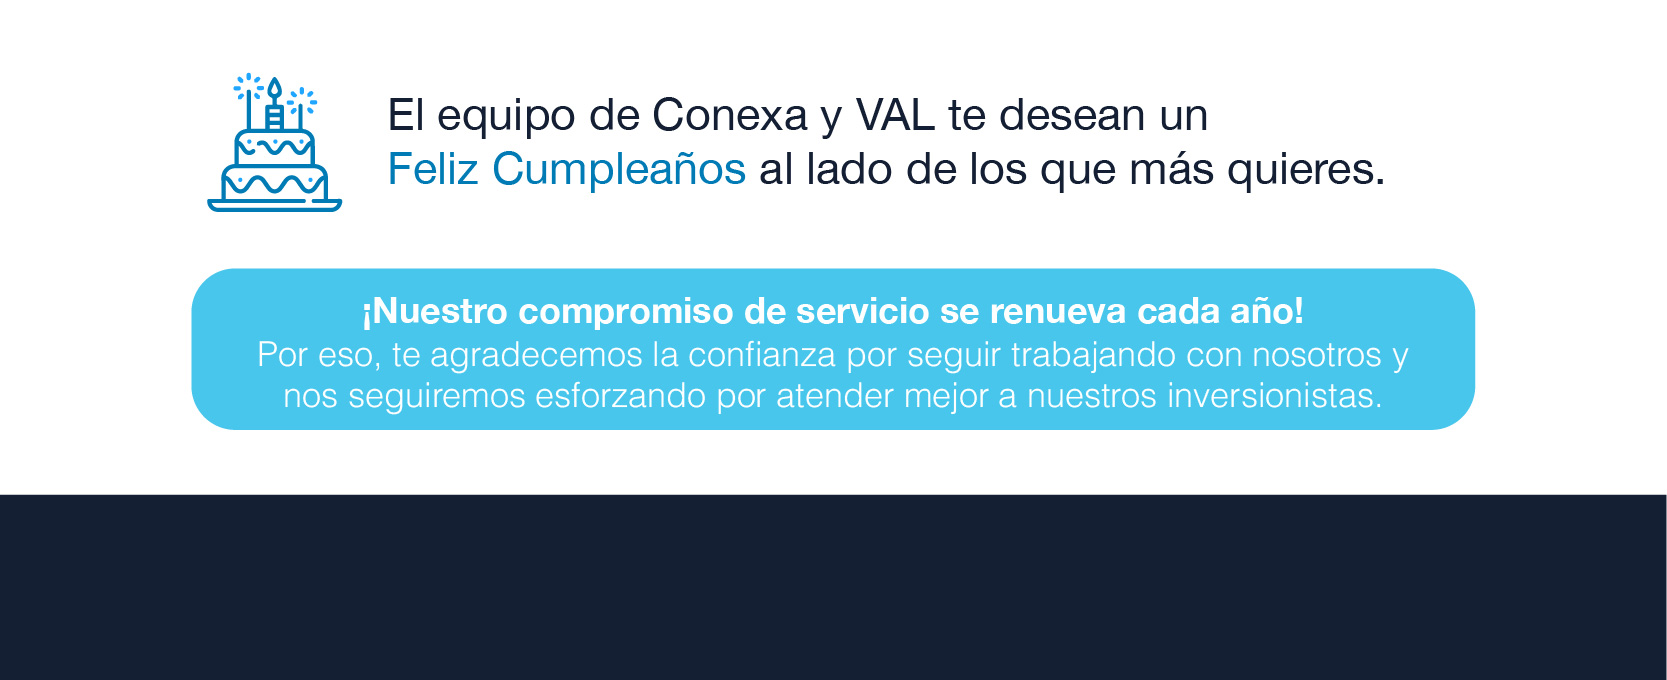 El equipo de Conexa y VAL te desean un
Feliz Cumpleaños al lado de los que más quieres.
¡Nuestro compromiso de servicio se renueva cada año!
Por eso, te agradecemos la confianza por seguir trabajando con nosotros y
nos seguiremos esforzando por atender mejor a nuestros inversionistas.